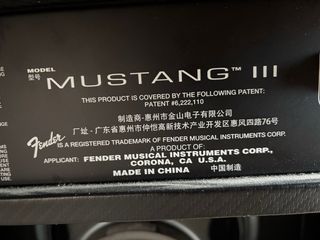 MODEL
型号 MUSTANG™ III
THIS PRODUCT IS COVERED BY THE FOLLOWING PATENT:
PATENT #6,222,110
制造商-惠州市金山电子有限公司
厂址 - 广东省惠州市仲恺高新技术产业开发区惠风四路76号
Fender IS A REGISTERED TRADEMARK OF FENDER MUSICAL INSTRUMENTS CORP.
A PRODUCT OF:
APPLICANT: FENDER MUSICAL INSTRUMENTS CORP.,
CORONA, CA U.S.A.
MADE IN CHINA 中国制造